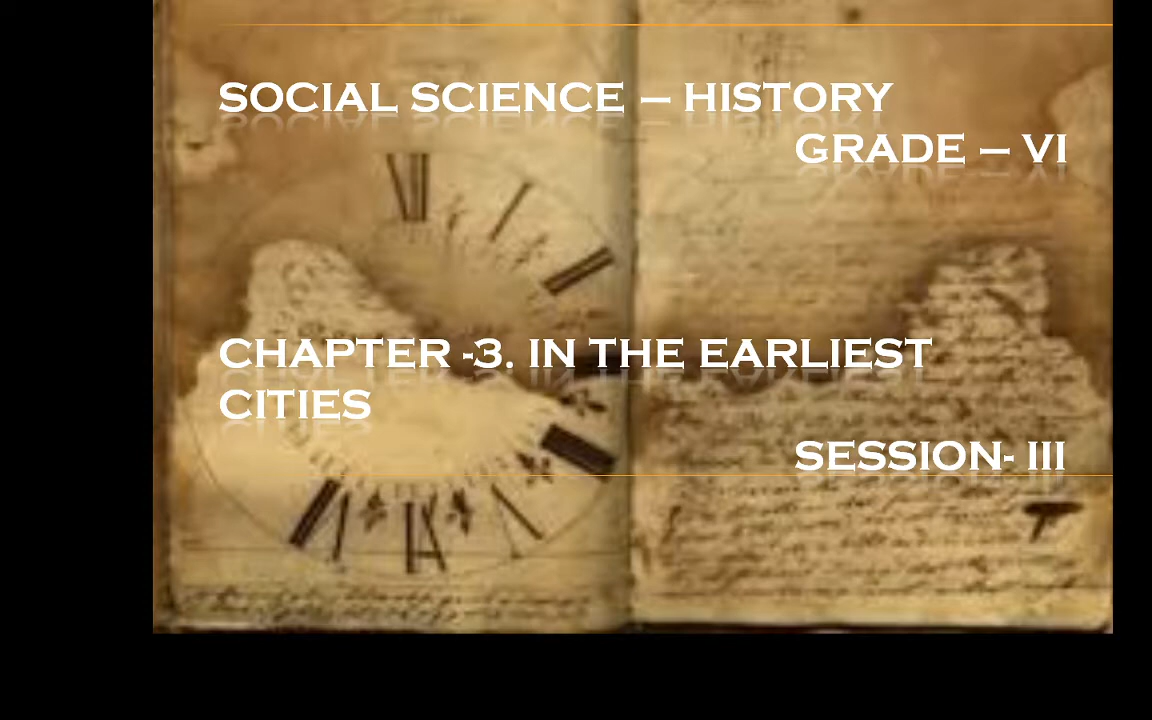 SOCIAL SCIENCE – HISTORY
GRADE – VI
CHAPTER -3. IN THE EARLIEST
CITIES
SESSION- III